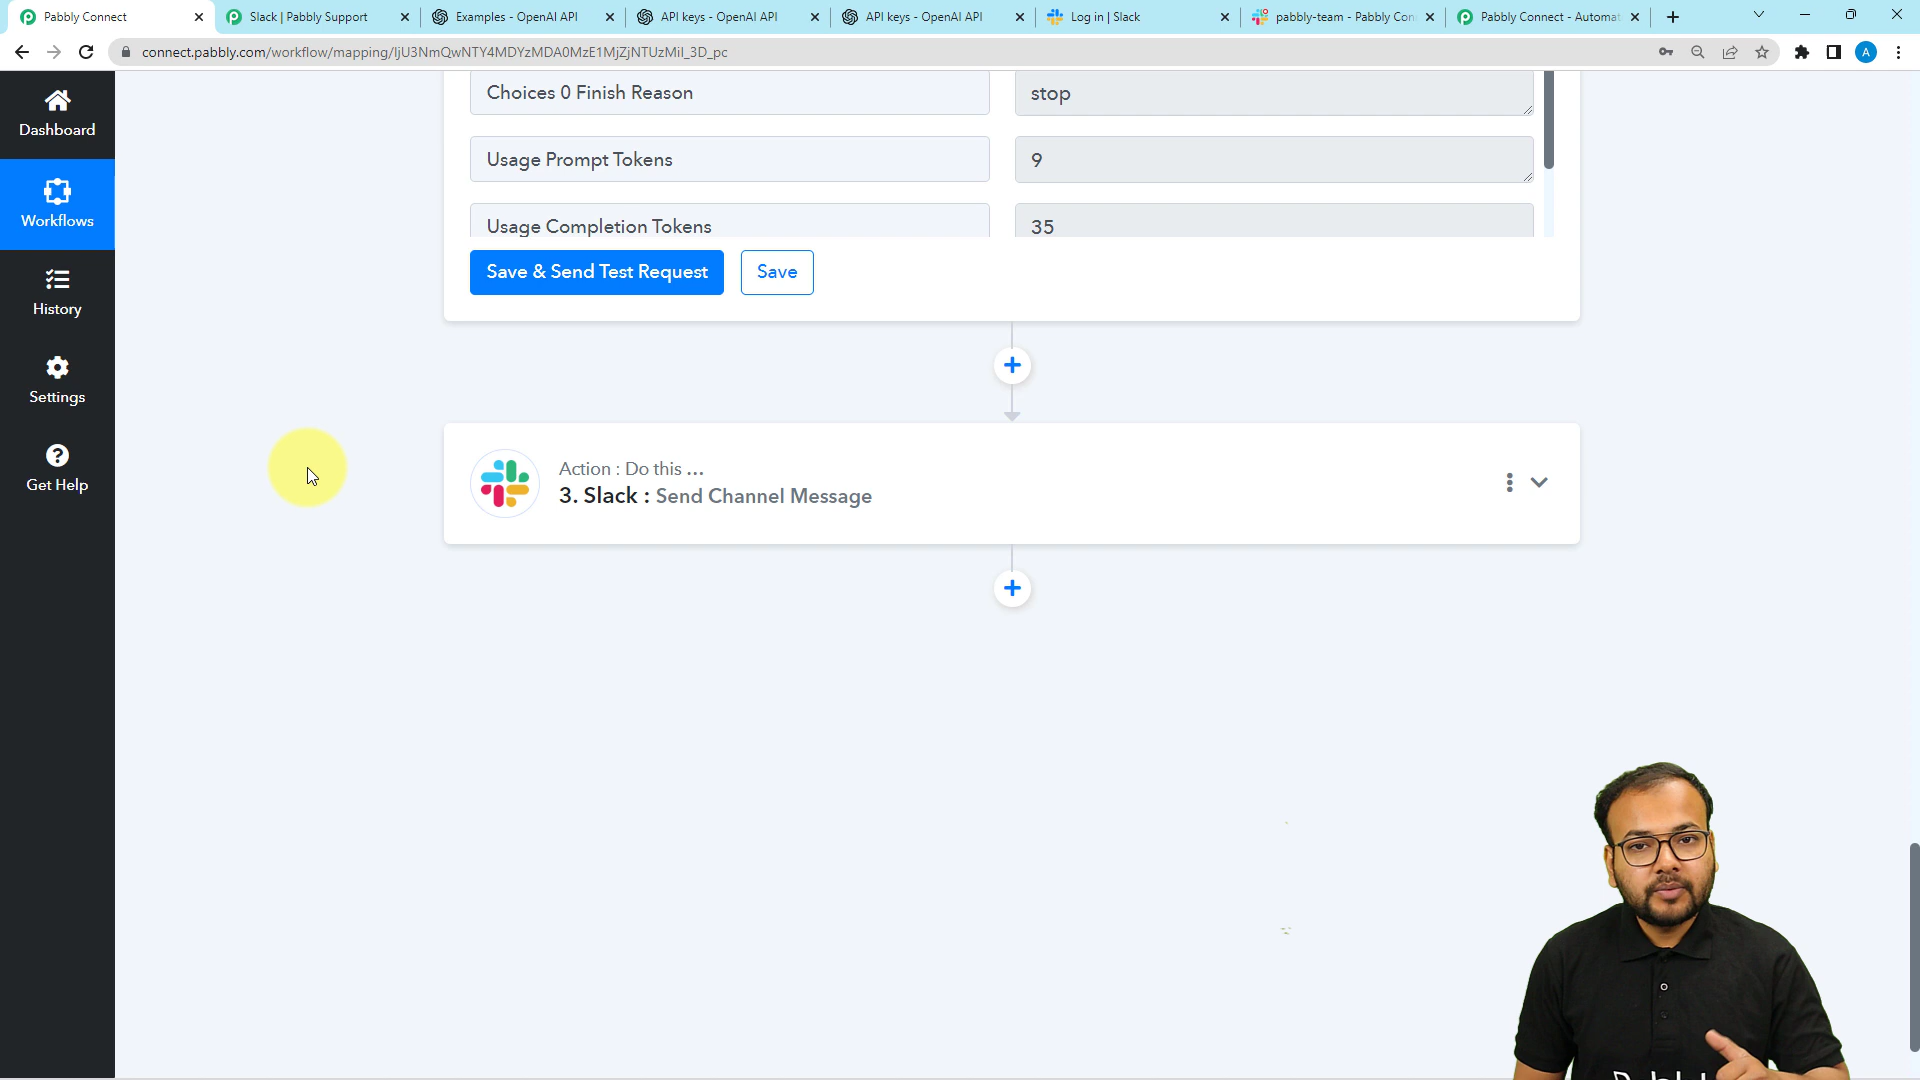 Pabbly Connect
Slack | Pabbly Support
Examples - OpenAI API
API keys - OpenAI API
API keys - OpenAI API
Log in | Slack
pabbly-team - Pabbly Con
Pabbly Connect - Automat
connect.pabbly.com/workflow/mapping/IjU3NmQwNTY4MDYzMDA0MzE1MjZjNTUzMiI_3D_pc
A
Dashboard
Workflows
History
Settings
Get Help
Choices 0 Finish Reason
stop
Usage Prompt Tokens
9
Usage Completion Tokens
35
Save & Send Test Request
Save
Action : Do this ...
3. Slack : Send Channel Message